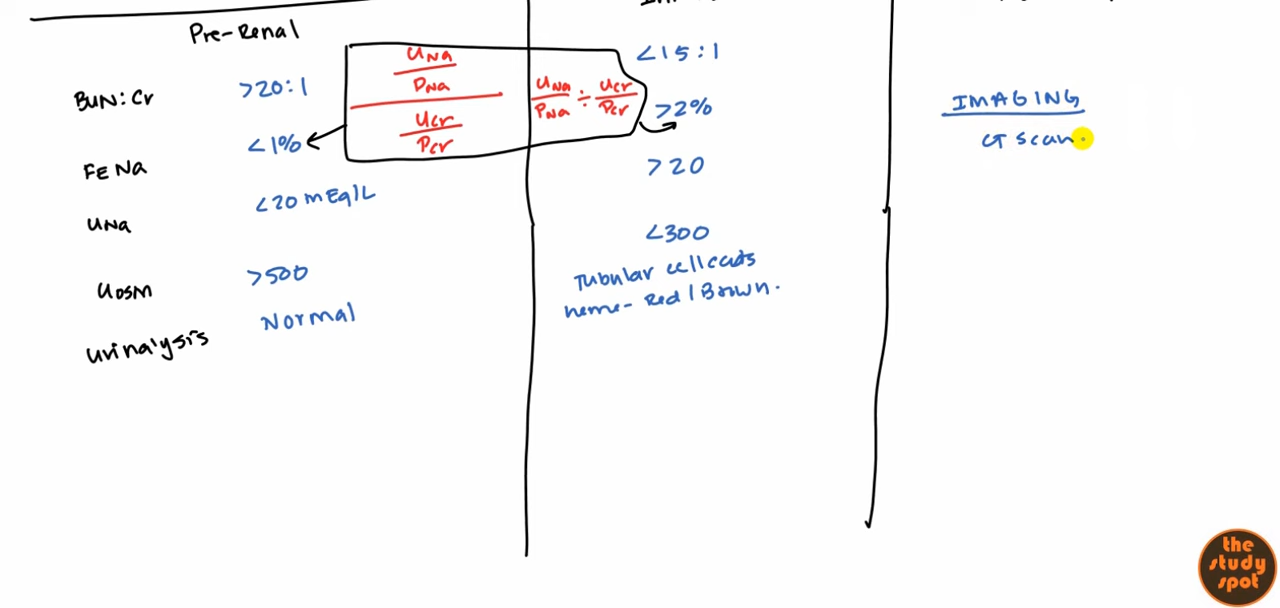 Pre-Renal
BUN:Cr >20:1 <15:1
UNa
PNa
Ucr
Pcr
UNa
PNa
÷
Ucr
Pcr
FENa <1% >2%
UNa <20 mEq/L >20
UOSM >500 <300
Urinalysis Normal Tubular cell casts
heme- Red/Brown.
IMAGING
CT scan
the
study
spot